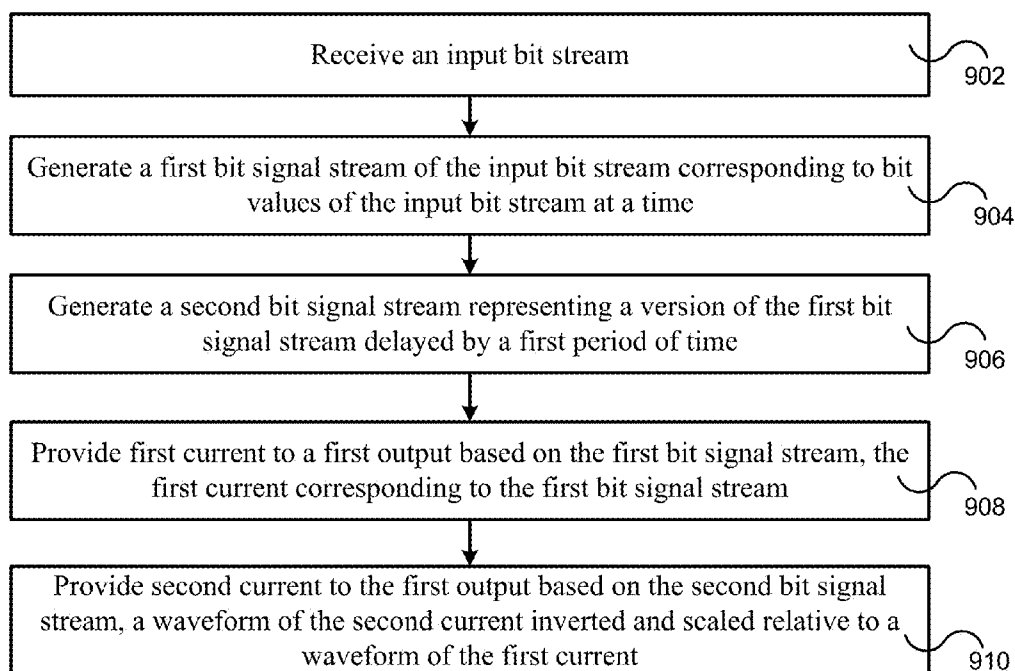 Receive an input bit stream
902
Generate a first bit signal stream of the input bit stream corresponding to bit
values of the input bit stream at a time
904
Generate a second bit signal stream representing a version of the first bit
signal stream delayed by a first period of time
906
Provide first current to a first output based on the first bit signal stream, the
first current corresponding to the first bit signal stream
908
Provide second current to the first output based on the second bit signal
stream, a waveform of the second current inverted and scaled relative to a
waveform of the first current
910